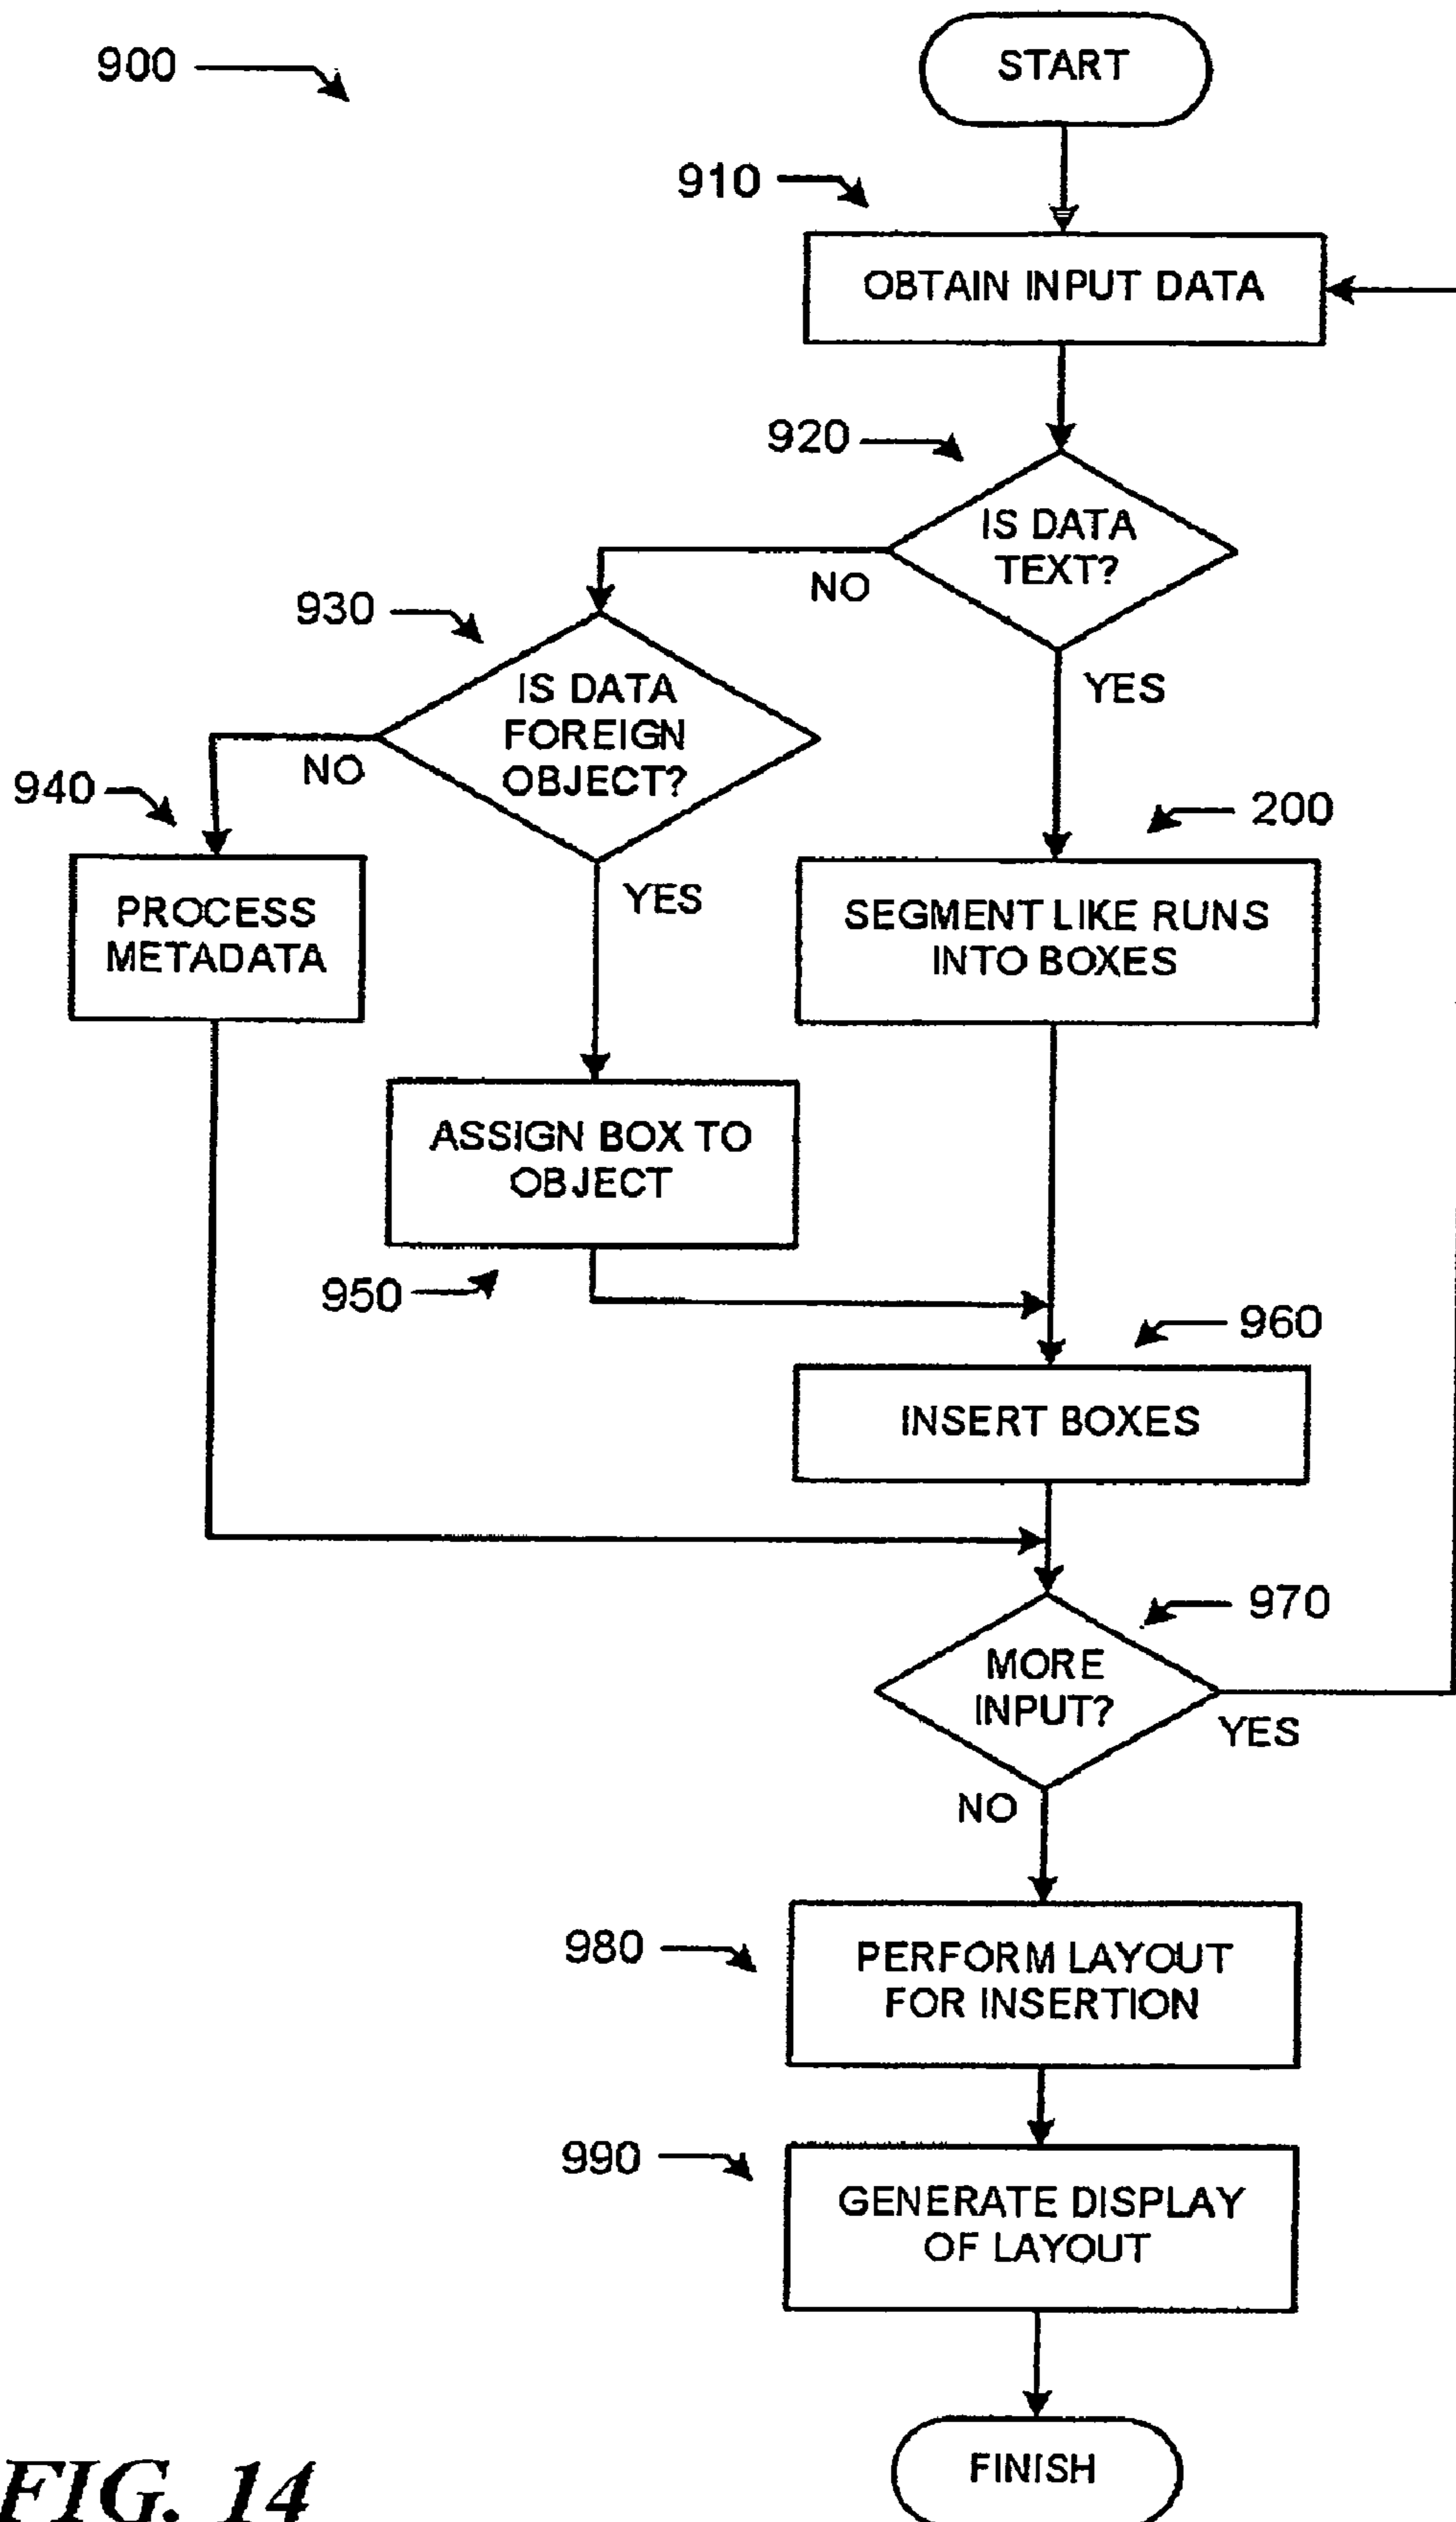 900
START
910
OBTAIN INPUT DATA
920
IS DATA
TEXT?
NO
YES
930
IS DATA
FOREIGN
OBJECT?
NO
YES
940
PROCESS
METADATA
200
SEGMENT LIKE RUNS
INTO BOXES
ASSIGN BOX TO
OBJECT
950
960
INSERT BOXES
970
MORE
INPUT?
YES
NO
980
PERFORM LAYOUT
FOR INSERTION
990
GENERATE DISPLAY
OF LAYOUT
FINISH
FIG. 14